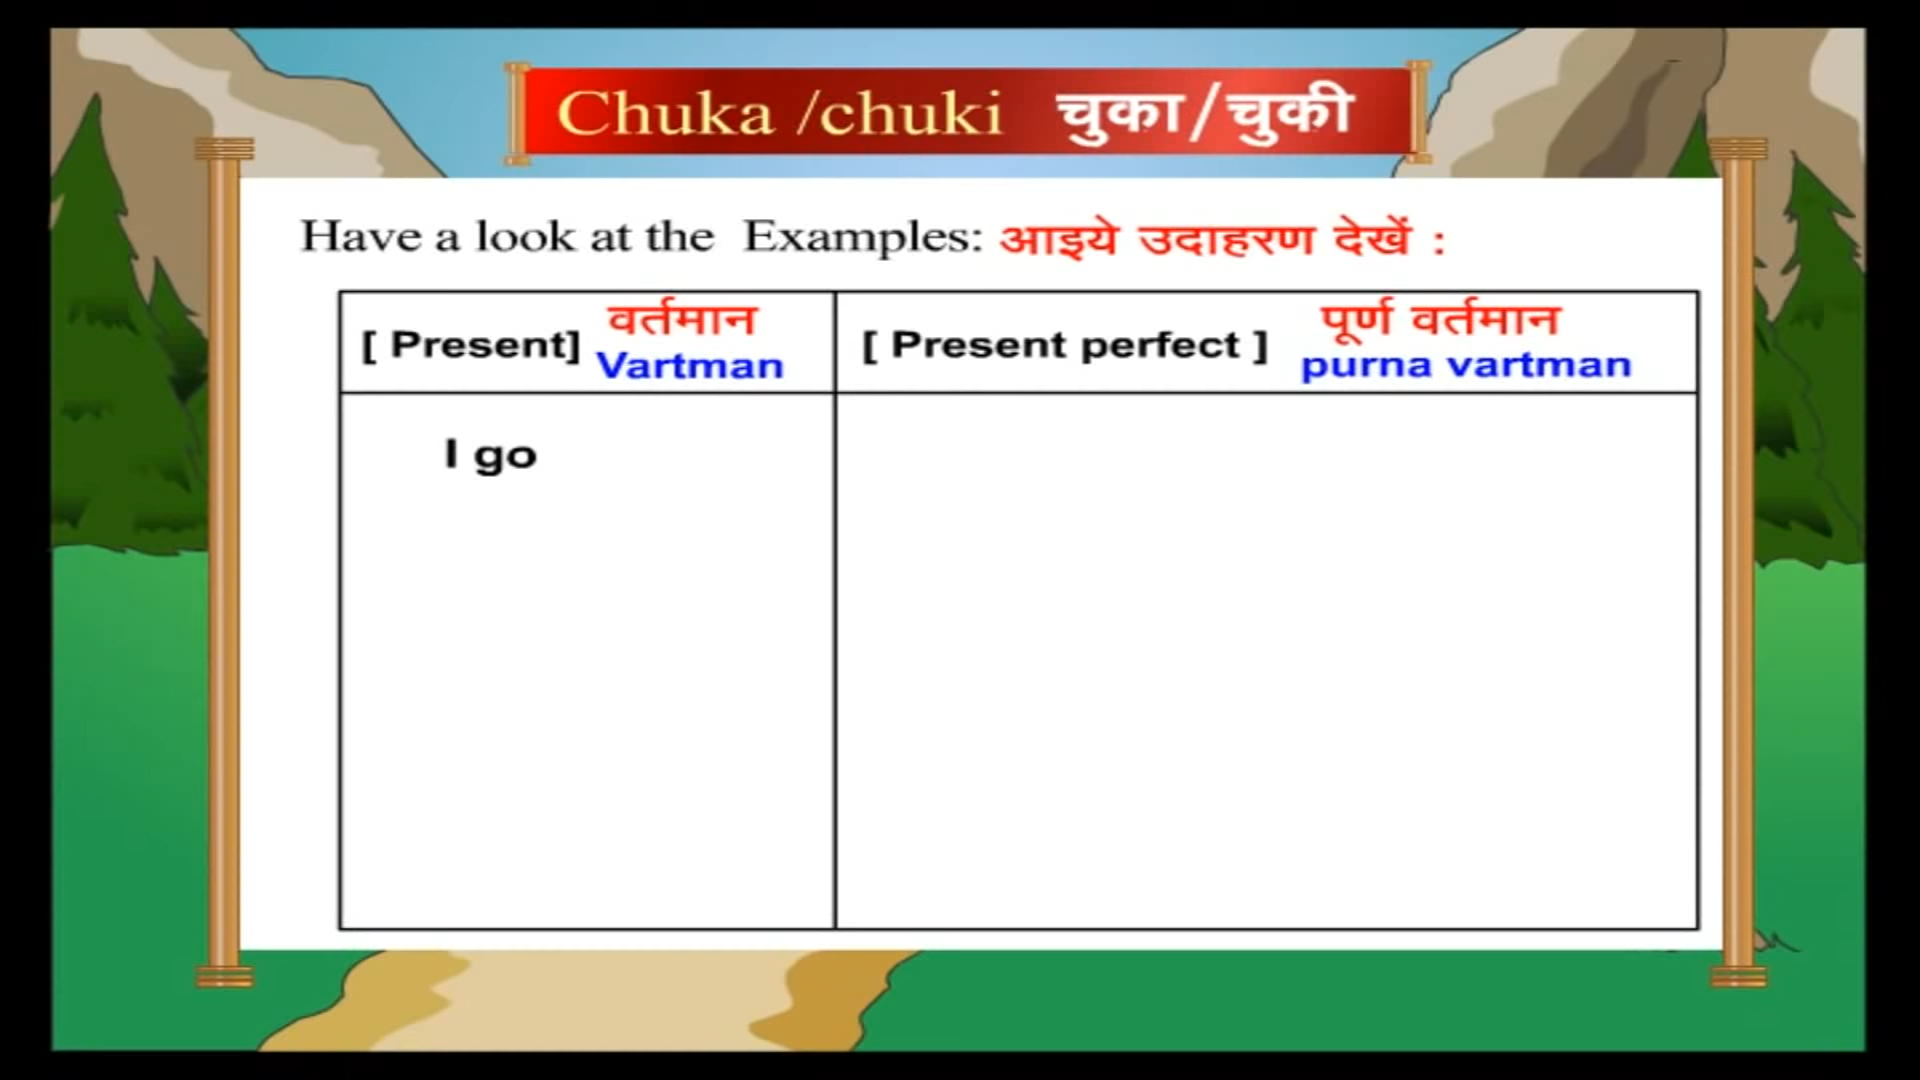 Chuka /chuki चुका/चुकी
Have a look at the Examples: आइये उदाहरण देखें :
[ Present] वर्तमान
Vartman
[ Present perfect ] पूर्ण वर्तमान
purna vartman
I go